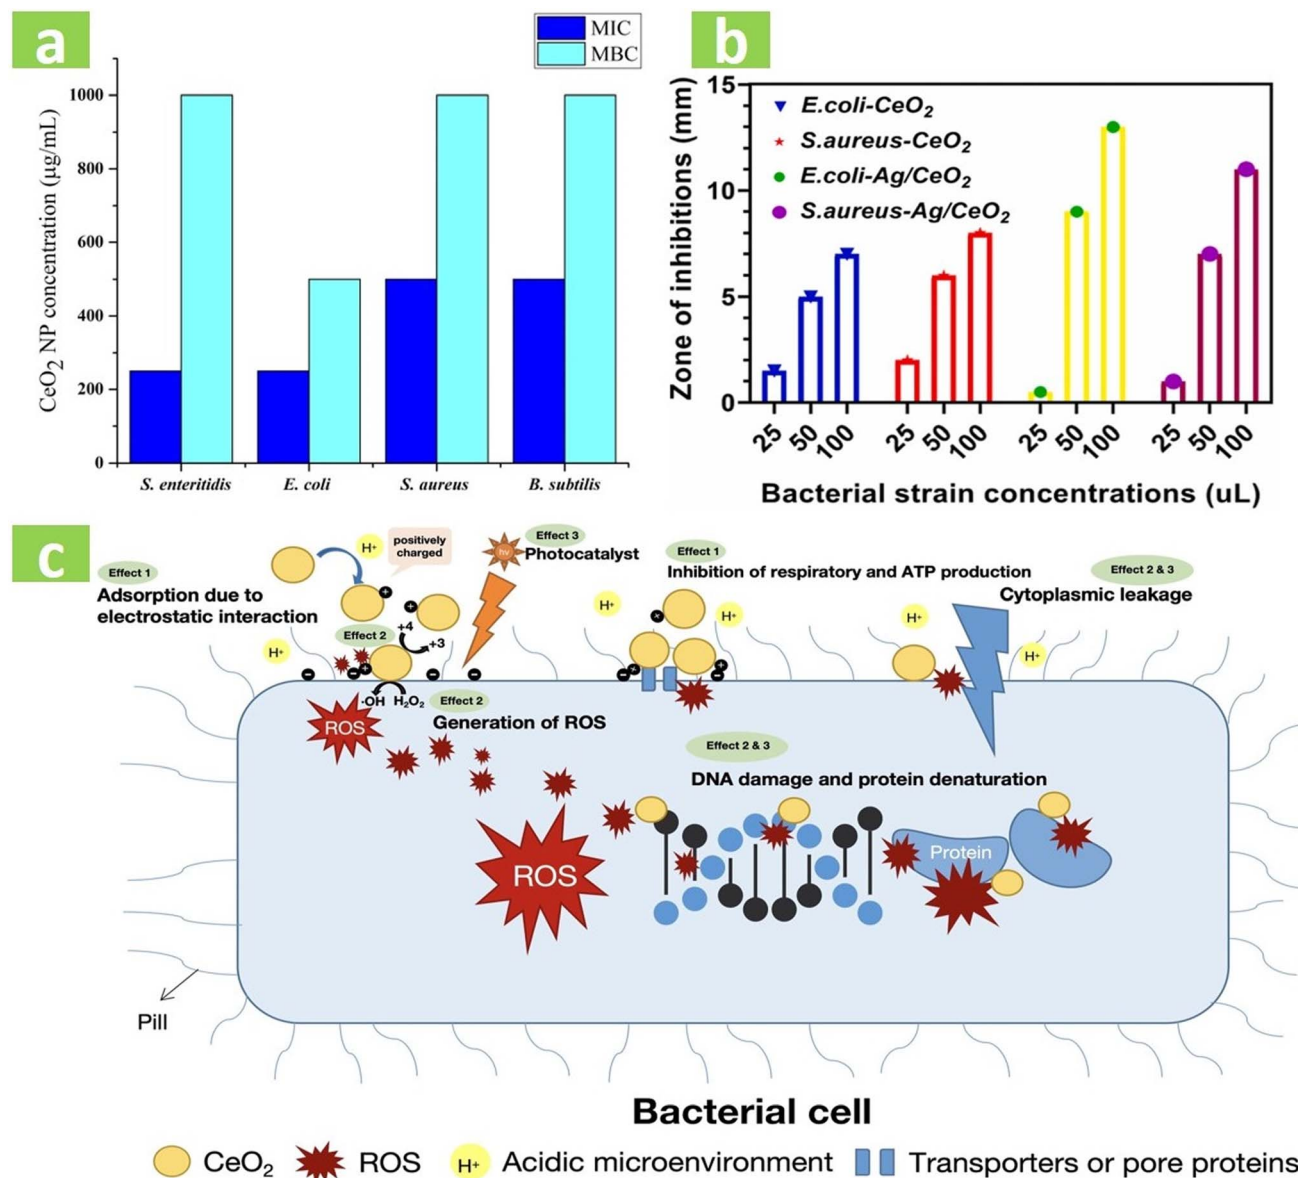 a
MIC
MBC
CeO2 NP concentration (µg/mL)
1000
800
600
400
200
0
S. enteritidis
E. coli
S. aureus
B. subtilis
b
Zone of inhibitions (mm)
15
10
5
0
E.coli-CeO2
S.aureus-CeO2
E.coli-Ag/CeO2
S.aureus-Ag/CeO2
25 50 100 25 50 100 25 50 100 25 50 100
Bacterial strain concentrations (uL)
c
Effect 1
Adsorption due to
electrostatic interaction
H+
positively
charged
+
+
Effect 2
+4
+3
H+
- - + - -
·OH H2O2
ROS
Effect 2
Generation of ROS
hv
Effect 3
Photocatalyst
Effect 1
Inhibition of respiratory and ATP production
H+
H+
Effect 2 & 3
Cytoplasmic leakage
H+
H+
Effect 2 & 3
DNA damage and protein denaturation
ROS
Protein
Pill
Bacterial cell
CeO2
ROS
H+ Acidic microenvironment
Transporters or pore proteins